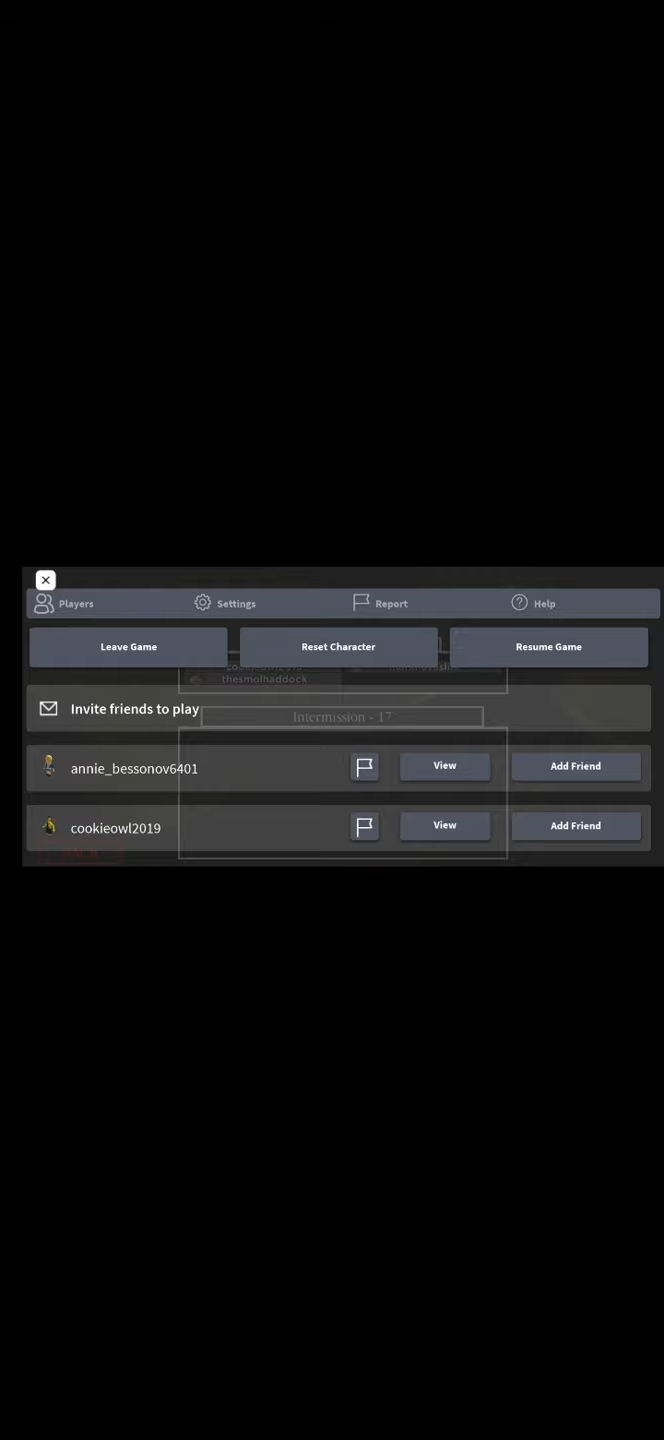 Players
Settings
Report
Help
Leave Game
Reset Character
Resume Game
thesmolhaddock
Invite friends to play
Intermission - 17
annie_bessonov6401
View
Add Friend
cookieowl2019
View
Add Friend